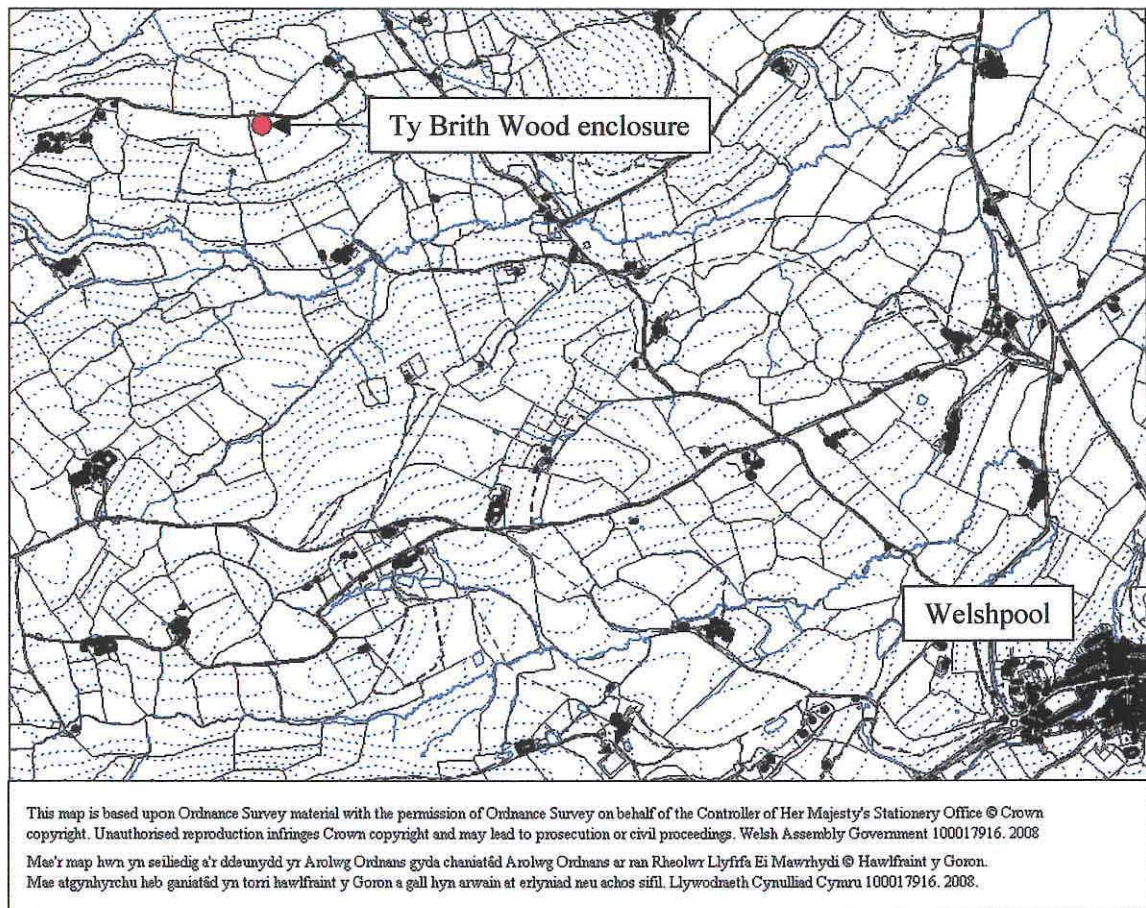 Ty Brith Wood enclosure
Welshpool
This map is based upon Ordnance Survey material with the permission of Ordnance Survey on behalf of the Controller of Her Majesty's Stationery Office © Crown
copyright. Unauthorised reproduction infringes Crown copyright and may lead to prosecution or civil proceedings. Welsh Assembly Government 100017916. 2008
Mae'r map hwn yn seiliedig a'r ddeunydd yr Arolwg Ordnans gyda chaniatâd Arolwg Ordnans ar ran Rheolwr Llyfrfa Ei Mawrhydi © Hawlfraint y Goron.
Mae atgynhyrchu heb ganiatâd yn torri hawlfraint y Goron a gall hyn arwain at erlyniad neu achos sifil. Llywodraeth Cynulliad Cymru 100017916. 2008.